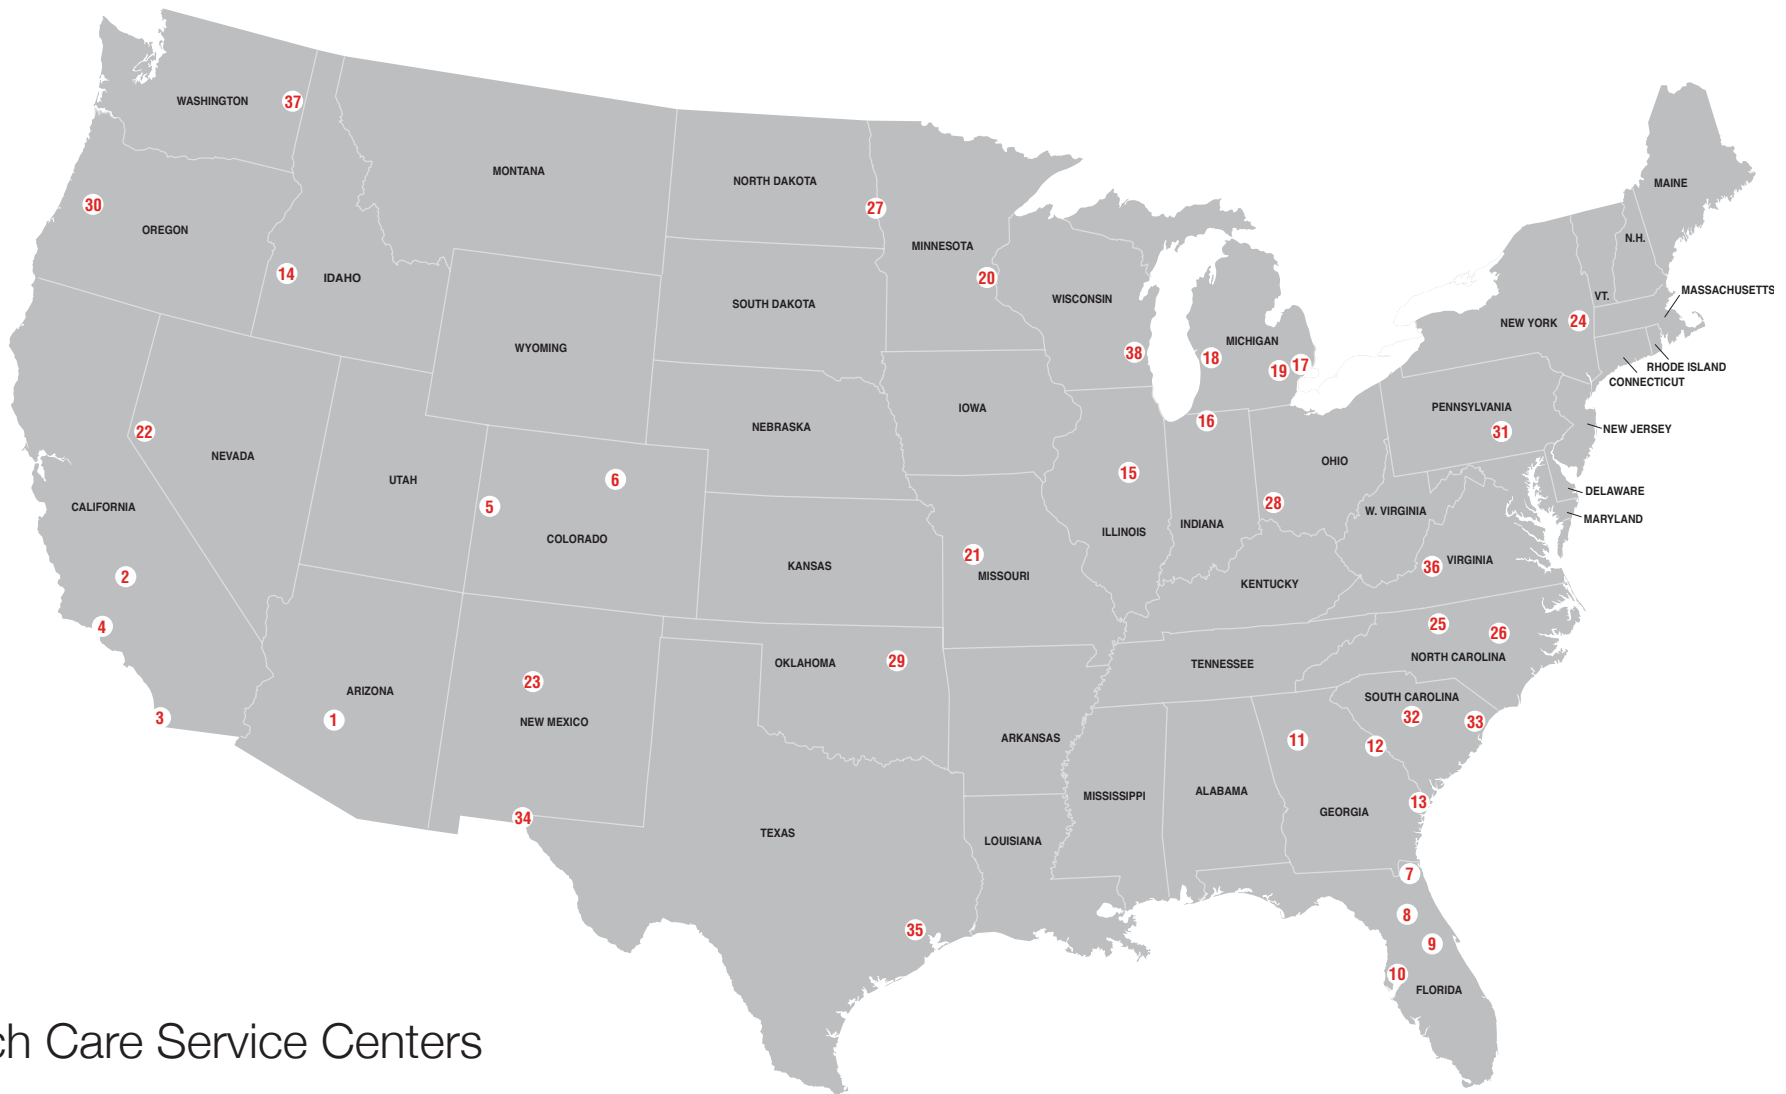 WASHINGTON
37
MONTANA
NORTH DAKOTA
27
MINNESOTA
20
MAINE
30
OREGON
14
IDAHO
N.H.
VT.
MASSACHUSETTS
SOUTH DAKOTA
WISCONSIN
38
MICHIGAN
18
19
17
NEW YORK
24
RHODE ISLAND
CONNECTICUT
WYOMING
IOWA
16
PENNSYLVANIA
31
NEW JERSEY
22
NEVADA
NEBRASKA
OHIO
UTAH
6
5
COLORADO
15
ILLINOIS
INDIANA
28
W. VIRGINIA
DELAWARE
MARYLAND
CALIFORNIA
2
4
3
KANSAS
21
MISSOURI
KENTUCKY
36
VIRGINIA
25
26
NORTH CAROLINA
TENNESSEE
OKLAHOMA
29
ARIZONA
1
23
NEW MEXICO
ARKANSAS
SOUTH CAROLINA
32
33
11
12
34
TEXAS
MISSISSIPPI
ALABAMA
GEORGIA
13
LOUISIANA
7
8
9
10
FLORIDA
35
ch Care Service Centers